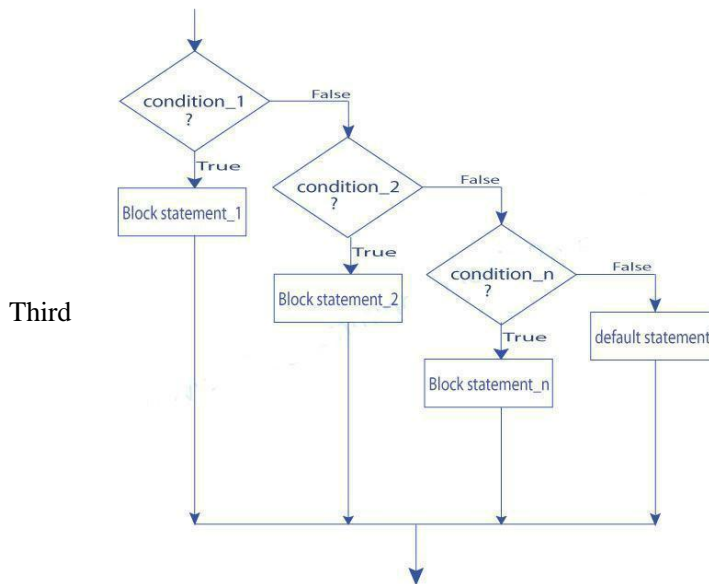 condition_1
?
False
True
Block statement_1
condition_2
?
False
True
Block statement_2
condition_n
?
False
True
Block statement_n
default statement
Third